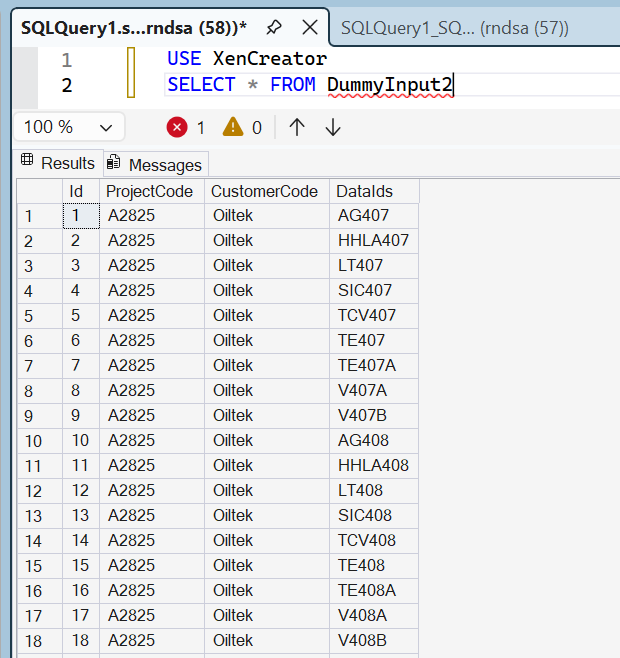 SQLQuery1.s...rndsa (58))* SQLQuery1_SQ... (rndsa (57))
1 USE XenCreator
2 SELECT * FROM DummyInput2
100 % 1 0
Results Messages
Id ProjectCode CustomerCode DataIds
1 1 A2825 Oiltek AG407
2 2 A2825 Oiltek HHLA407
3 3 A2825 Oiltek LT407
4 4 A2825 Oiltek SIC407
5 5 A2825 Oiltek TCV407
6 6 A2825 Oiltek TE407
7 7 A2825 Oiltek TE407A
8 8 A2825 Oiltek V407A
9 9 A2825 Oiltek V407B
10 10 A2825 Oiltek AG408
11 11 A2825 Oiltek HHLA408
12 12 A2825 Oiltek LT408
13 13 A2825 Oiltek SIC408
14 14 A2825 Oiltek TCV408
15 15 A2825 Oiltek TE408
16 16 A2825 Oiltek TE408A
17 17 A2825 Oiltek V408A
18 18 A2825 Oiltek V408B